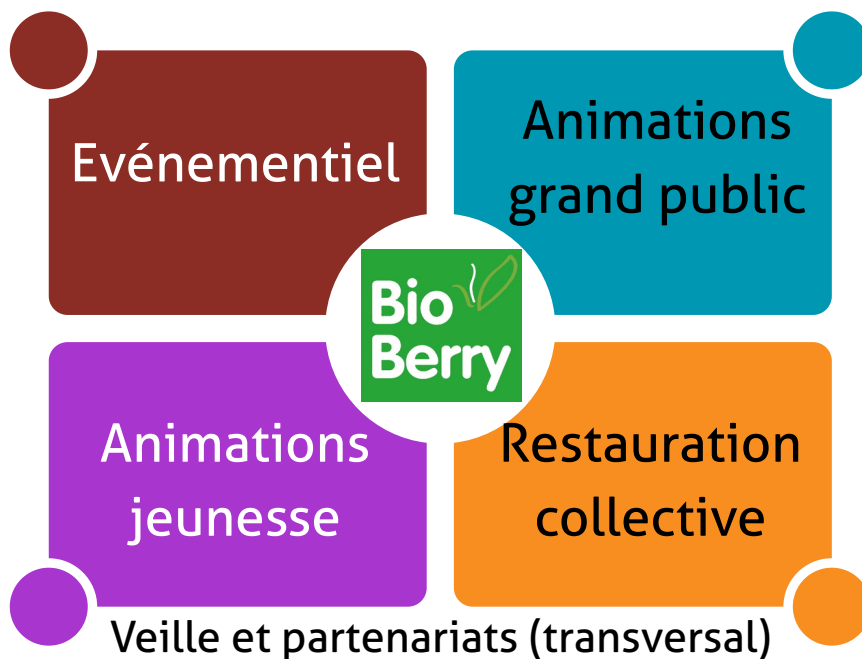 Evénementiel
Animations
grand public
Bio
Berry
Animations
jeunesse
Restauration
collective
Veille et partenariats (transversal)